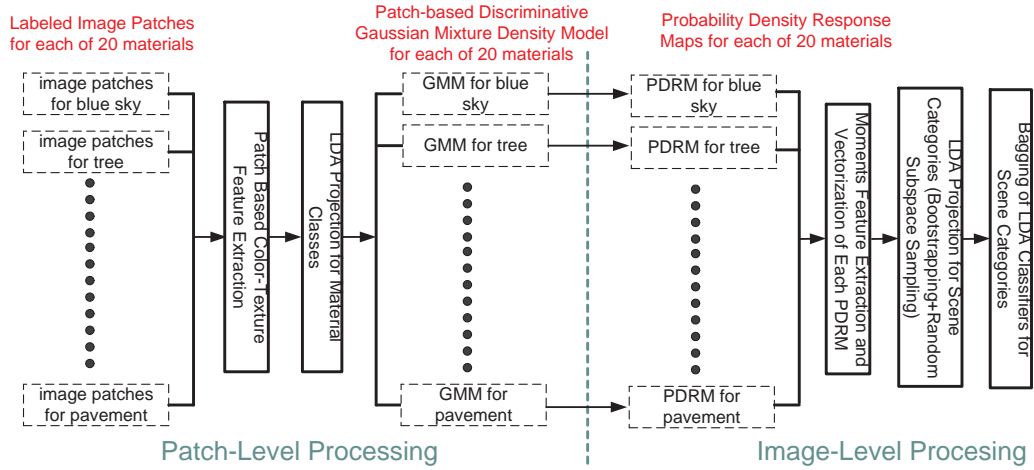 Labeled Image Patches
for each of 20 materials
Patch-based Discriminative
Gaussian Mixture Density Model
for each of 20 materials
Probability Density Response
Maps for each of 20 materials
image patches
for blue sky
image patches
for tree
image patches
for pavement
Patch Based Color-Texture
Feature Extraction
LDA Projection for Material
Classes
GMM for blue
sky
GMM for tree
GMM for
pavement
PDRM for blue
sky
PDRM for tree
PDRM for
pavement
Moments Feature Extraction and
Vectorization of Each PDRM
LDA Projection for Scene
Categories (Bootstrapping+Random
Subspace Sampling)
Bagging of LDA Classifiers for
Scene Categories
Patch-Level Processing
Image-Level Procesing